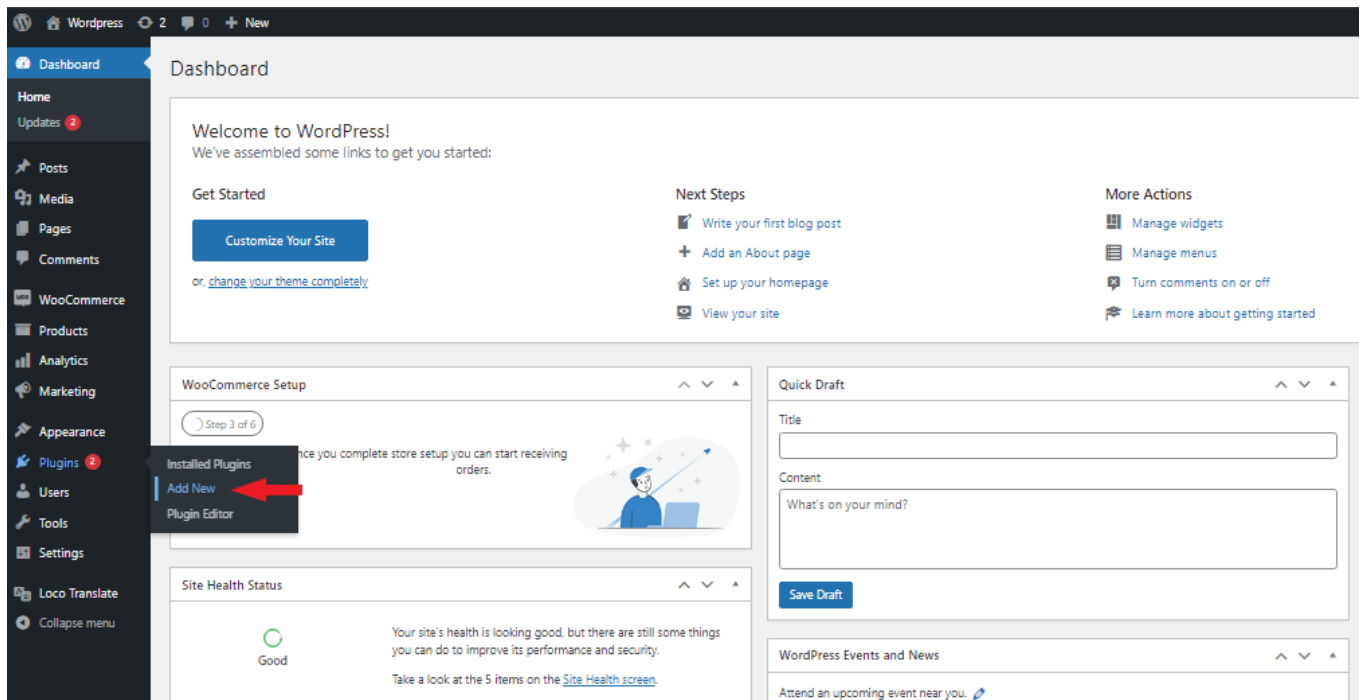 Wordpress 2 0 New
Dashboard
Home
Updates 2
Posts
Media
Pages
Comments
WooCommerce
Products
Analytics
Marketing
Appearance
Plugins 2
Users
Tools
Settings
Loco Translate
Collapse menu
Installed Plugins
Add New
Plugin Editor
Dashboard
Welcome to WordPress!
We've assembled some links to get you started:
Get Started
Customize Your Site
or, change your theme completely
Next Steps
Write your first blog post
Add an About page
Set up your homepage
View your site
More Actions
Manage widgets
Manage menus
Turn comments on or off
Learn more about getting started
WooCommerce Setup
Step 3 of 6
nce you complete store setup you can start receiving
orders.
Site Health Status
Good
Your site's health is looking good, but there are still some things
you can do to improve its performance and security.
Take a look at the 5 items on the Site Health screen.
Quick Draft
Title
Content
What's on your mind?
Save Draft
WordPress Events and News
Attend an upcoming event near you.